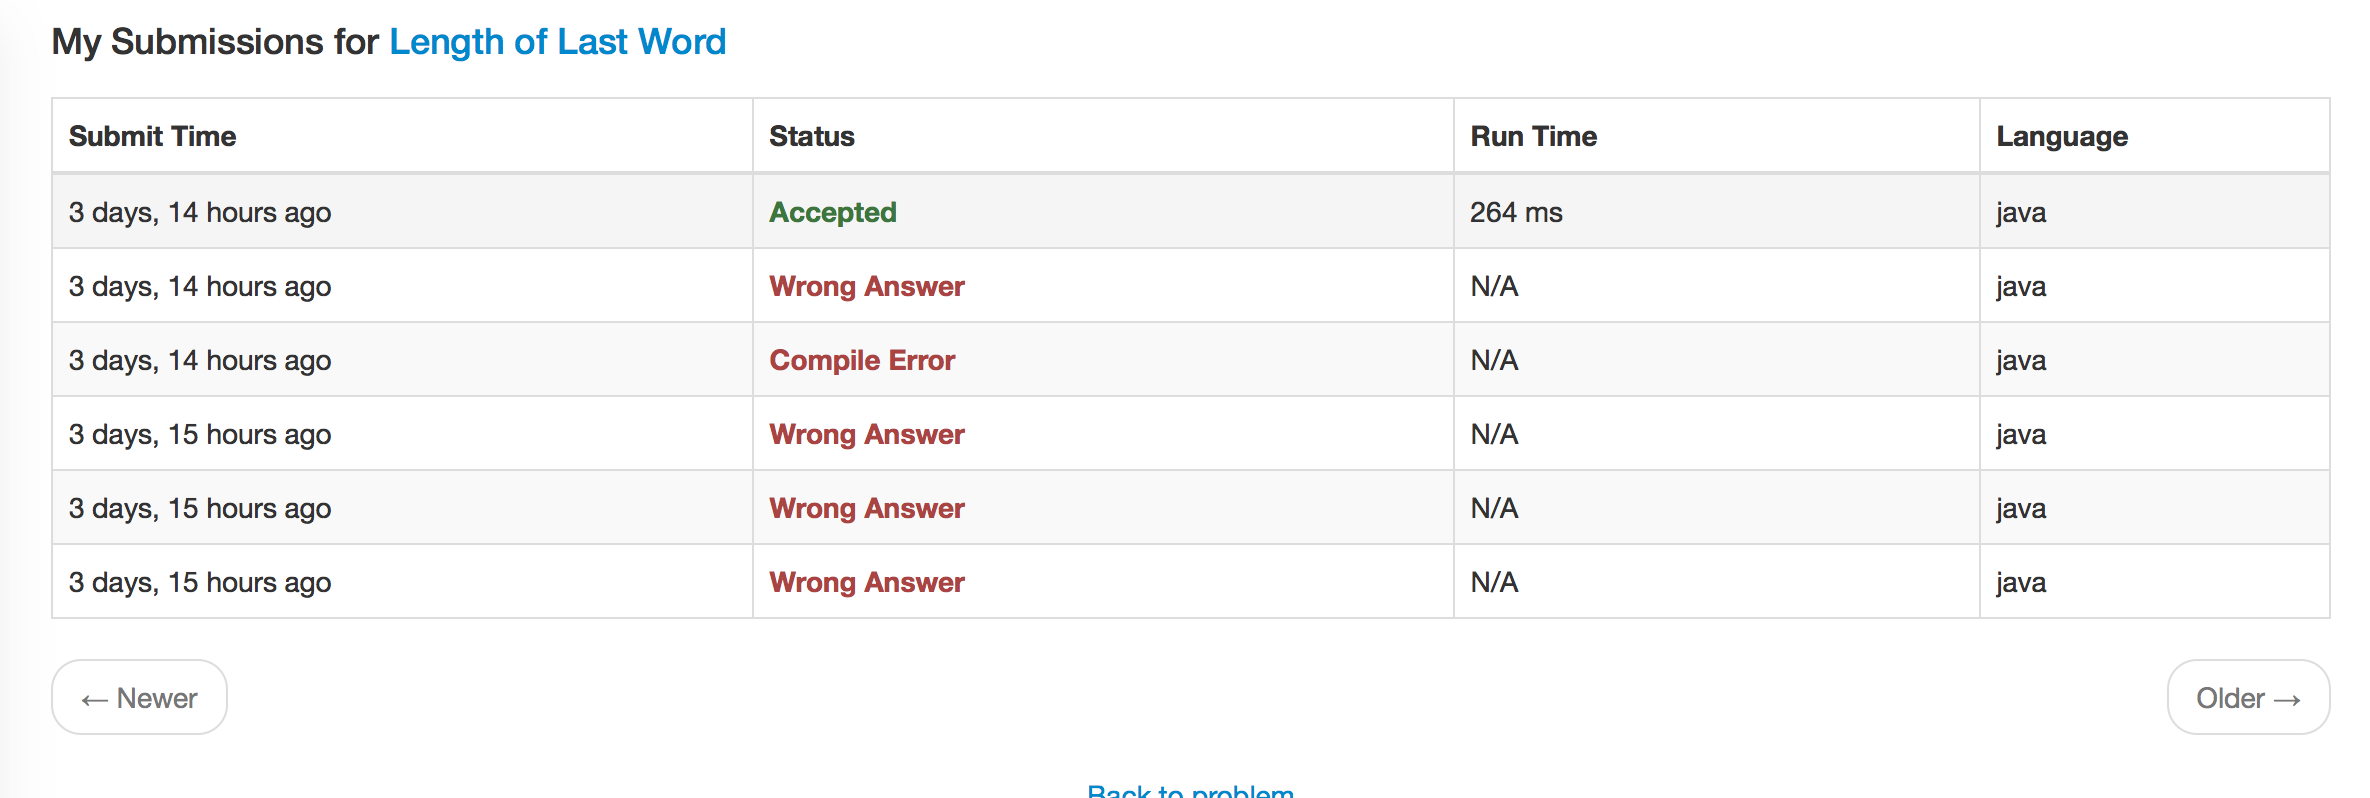 My Submissions for Length of Last Word
Submit Time Status Run Time Language
3 days, 14 hours ago Accepted 264 ms java
3 days, 14 hours ago Wrong Answer N/A java
3 days, 14 hours ago Compile Error N/A java
3 days, 15 hours ago Wrong Answer N/A java
3 days, 15 hours ago Wrong Answer N/A java
3 days, 15 hours ago Wrong Answer N/A java
← Newer Older →
Back to problem